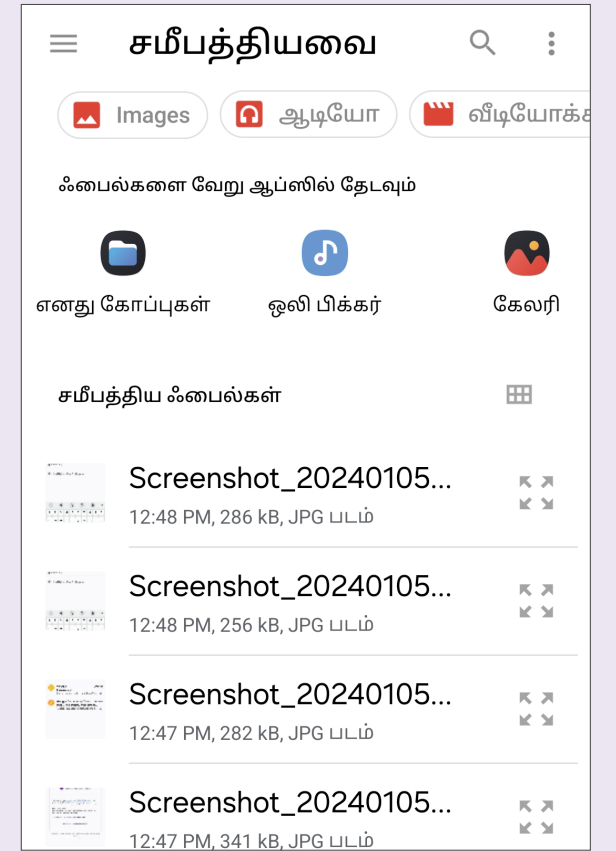 சமீபத்தியவை
Images ஆடியோ வீடியோக்க
ஃபைல்களை வேறு ஆப்ஸில் தேடவும்
எனது கோப்புகள் ஒலி பிக்கர் கேலரி
சமீபத்திய ஃபைல்கள்
Screenshot_20240105...
12:48 PM, 286 kB, JPG படம்
Screenshot_20240105...
12:48 PM, 256 kB, JPG படம்
Screenshot_20240105...
12:47 PM, 282 kB, JPG படம்
Screenshot_20240105...
12:47 PM, 341 kB, JPG படம்